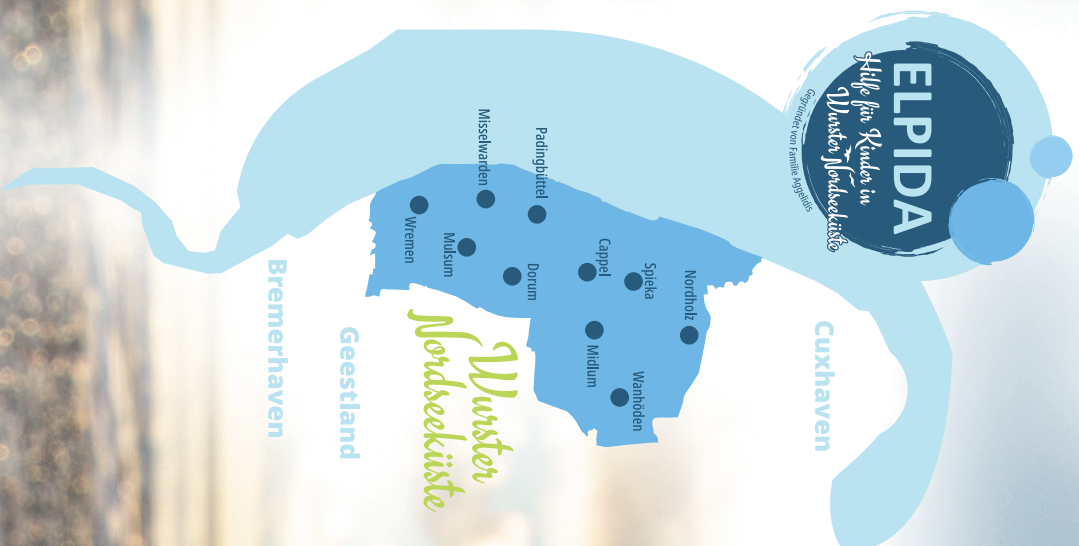 ELPIDA
Hilfe für Kinder in
Wurster Nordseeküste
Gegründet von Familie Aggelidis
Cuxhaven
Nordholz
Spieka
Wanhöden
Cappel
Midlum
Padingbüttel
Dorum
Misselwarden
Mulsum
Wremen
Wurster
Nordseeküste
Geestland
Bremerhaven